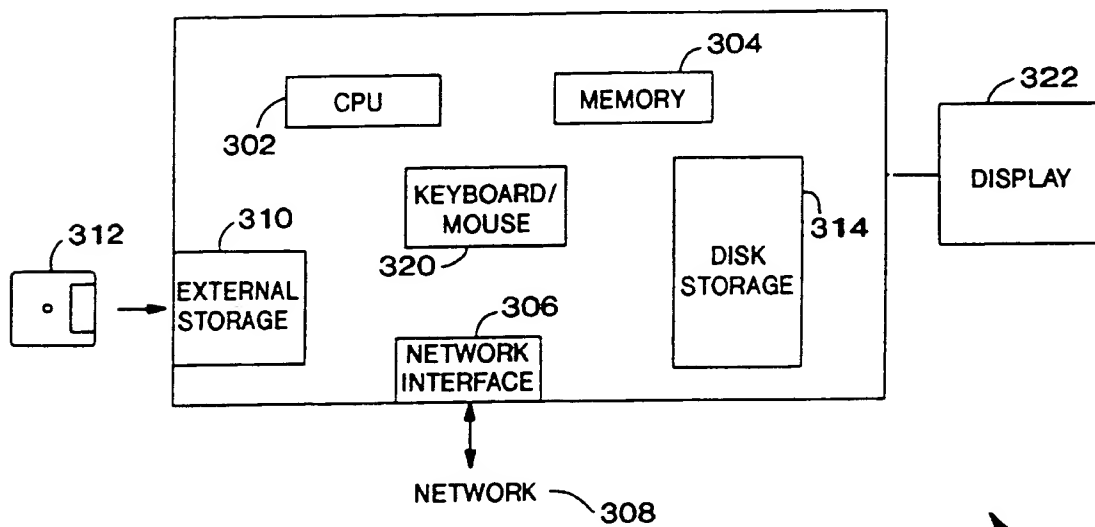 304
322
CPU
MEMORY
302
DISPLAY
KEYBOARD/
MOUSE
310
314
312
320
DISK
STORAGE
EXTERNAL
STORAGE
306
NETWORK
INTERFACE
NETWORK
308